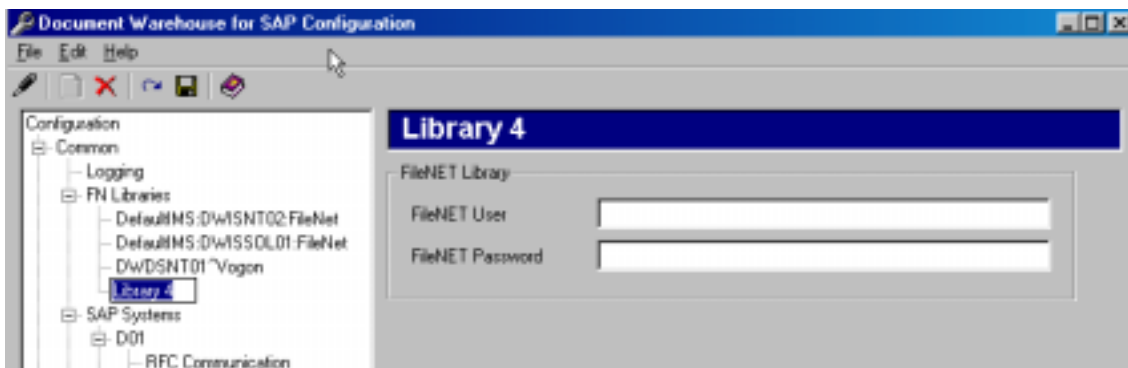 Document Warehouse for SAP Configuration
File Edit Help
Configuration
Common
Logging
FN Libraries
DefaultIMS:DWISNT02:FileNet
DefaultIMS:DWISSOL01:FileNet
DWDSNT01^Vogon
Library 4
SAP Systems
D01
RFC Communication
Library 4
FileNET Library
FileNET User
FileNET Password